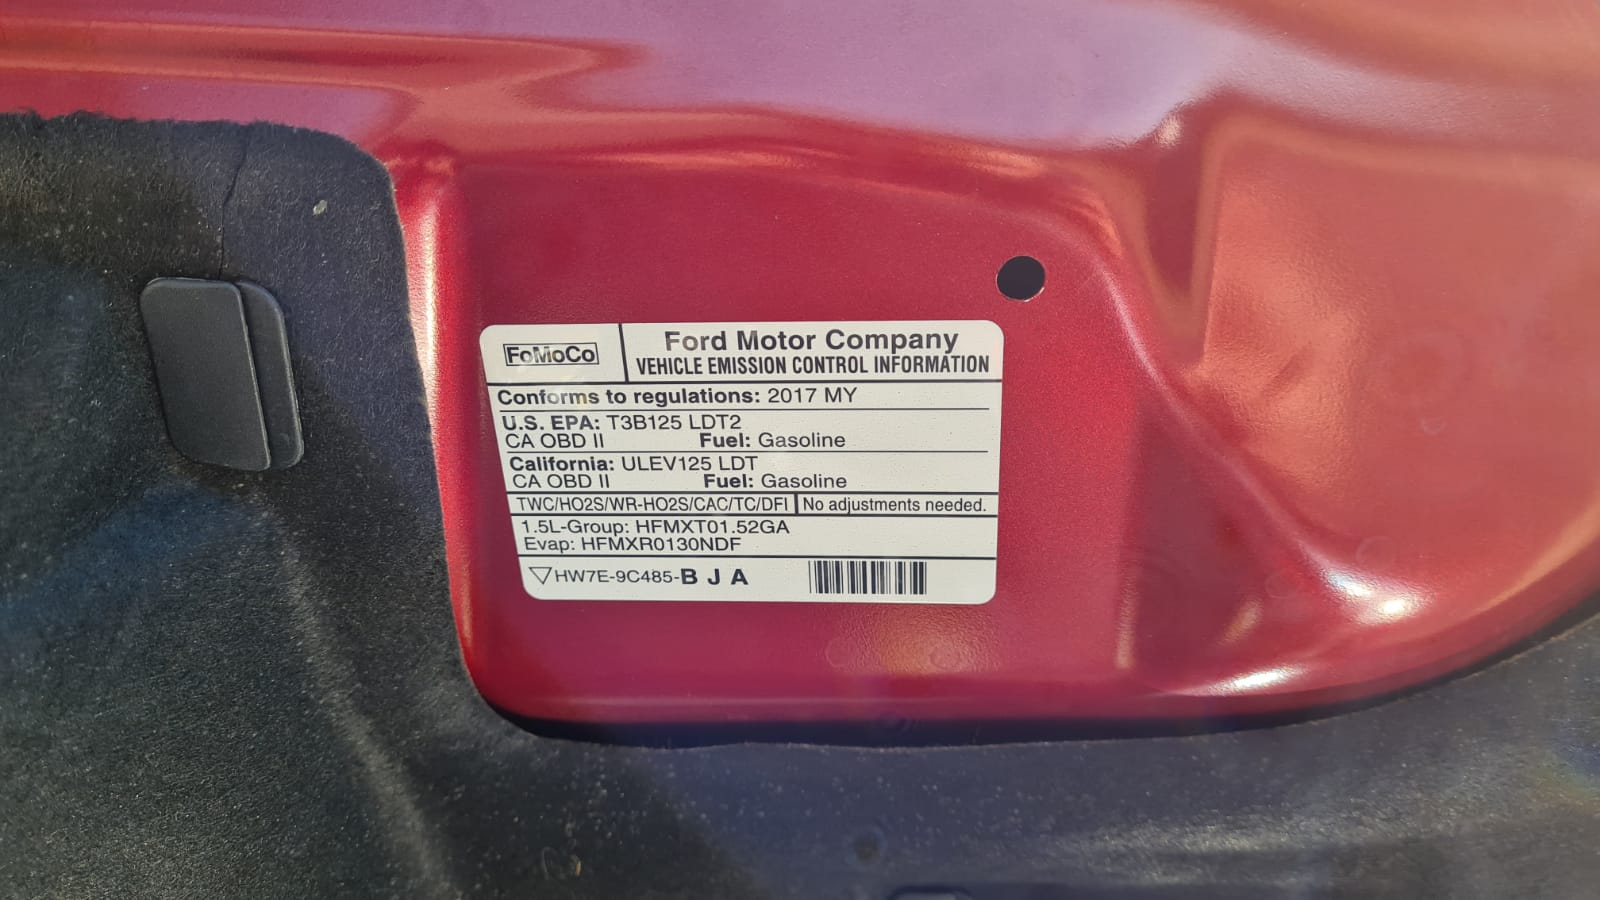 FoMoCo
Ford Motor Company
VEHICLE EMISSION CONTROL INFORMATION
Conforms to regulations: 2017 MY
U.S. EPA: T3B125 LDT2
CA OBD II Fuel: Gasoline
California: ULEV125 LDT
CA OBD II Fuel: Gasoline
TWC/HO2S/WR-HO2S/CAC/TC/DFI No adjustments needed.
1.5L-Group: HFMXT01.52GA
Evap: HFMXR0130NDF
HW7E-9C485-B J A